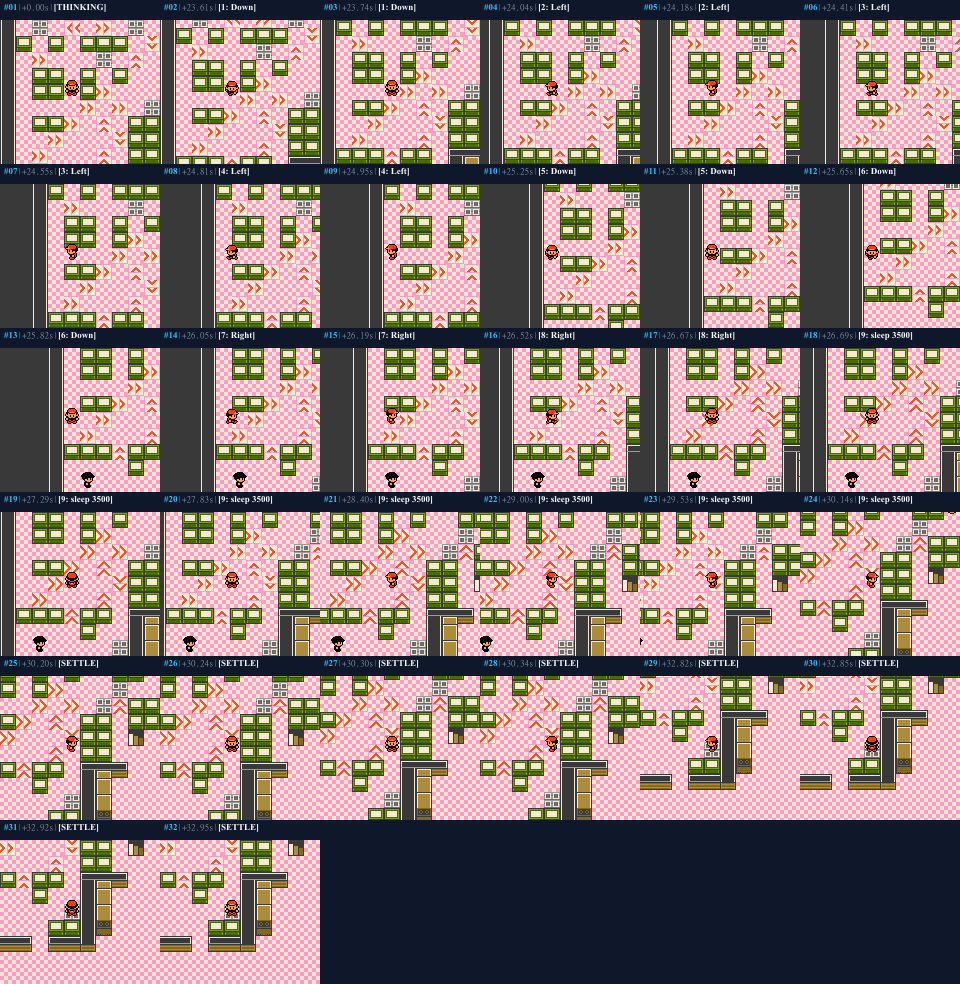 #01|+0.00s|[THINKING]
#02|+23.61s|[1: Down]
#03|+23.74s|[1: Down]
#04|+24.04s|[2: Left]
#05|+24.18s|[2: Left]
#06|+24.41s|[3: Left]
#07|+24.55s|[3: Left]
#08|+24.81s|[4: Left]
#09|+24.95s|[4: Left]
#10|+25.25s|[5: Down]
#11|+25.38s|[5: Down]
#12|+25.65s|[6: Down]
#13|+25.82s|[6: Down]
#14|+26.05s|[7: Right]
#15|+26.19s|[7: Right]
#16|+26.52s|[8: Right]
#17|+26.67s|[8: Right]
#18|+26.69s|[9: sleep 3500]
#19|+27.29s|[9: sleep 3500]
#20|+27.83s|[9: sleep 3500]
#21|+28.40s|[9: sleep 3500]
#22|+29.00s|[9: sleep 3500]
#23|+29.53s|[9: sleep 3500]
#24|+30.14s|[9: sleep 3500]
#25|+30.20s|[SETTLE]
#26|+30.24s|[SETTLE]
#27|+30.30s|[SETTLE]
#28|+30.34s|[SETTLE]
#29|+32.82s|[SETTLE]
#30|+32.85s|[SETTLE]
#31|+32.92s|[SETTLE]
#32|+32.95s|[SETTLE]